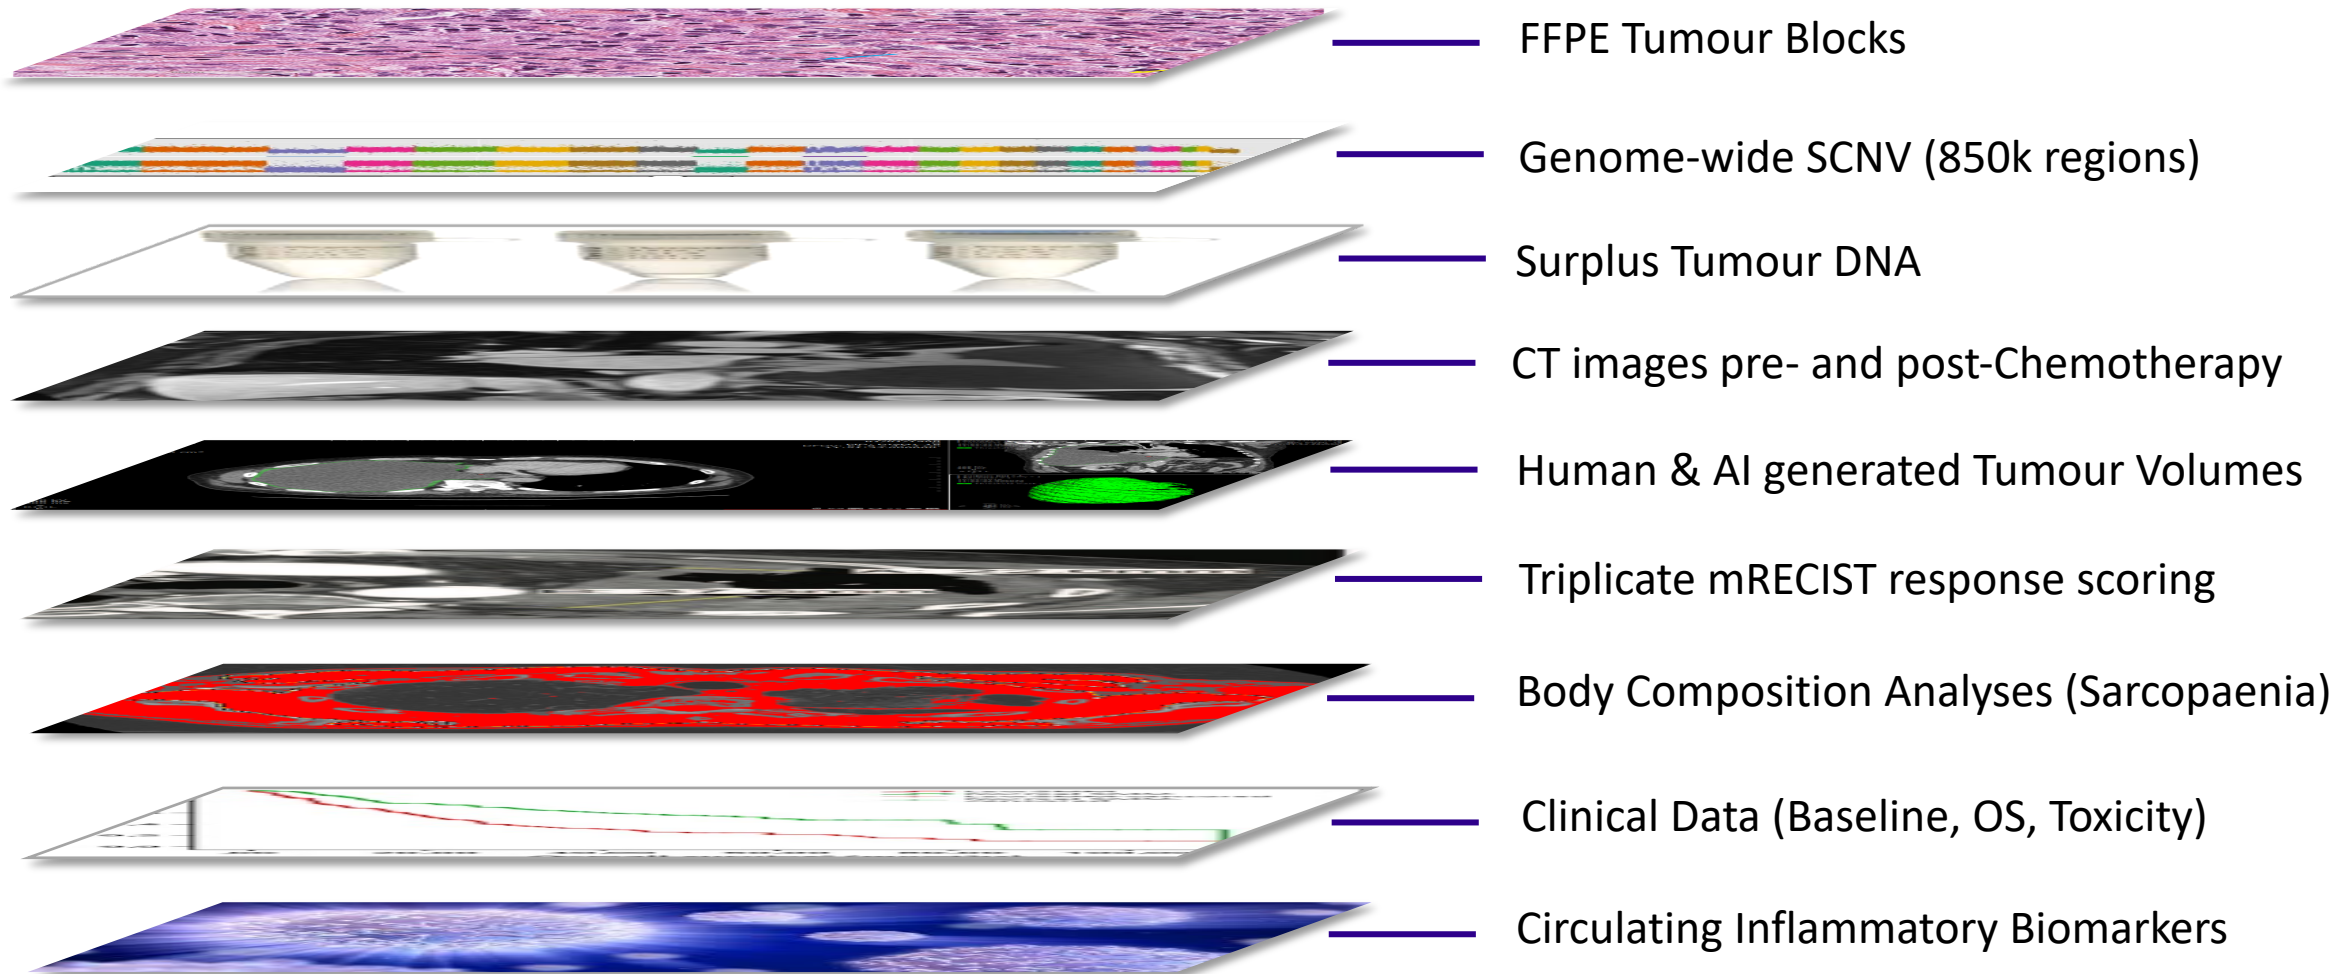 FFPE Tumour Blocks
Genome-wide SCNV (850k regions)
Surplus Tumour DNA
CT images pre- and post-Chemotherapy
Human & AI generated Tumour Volumes
Triplicate mRECIST response scoring
Body Composition Analyses (Sarcopaenia)
Clinical Data (Baseline, OS, Toxicity)
Circulating Inflammatory Biomarkers